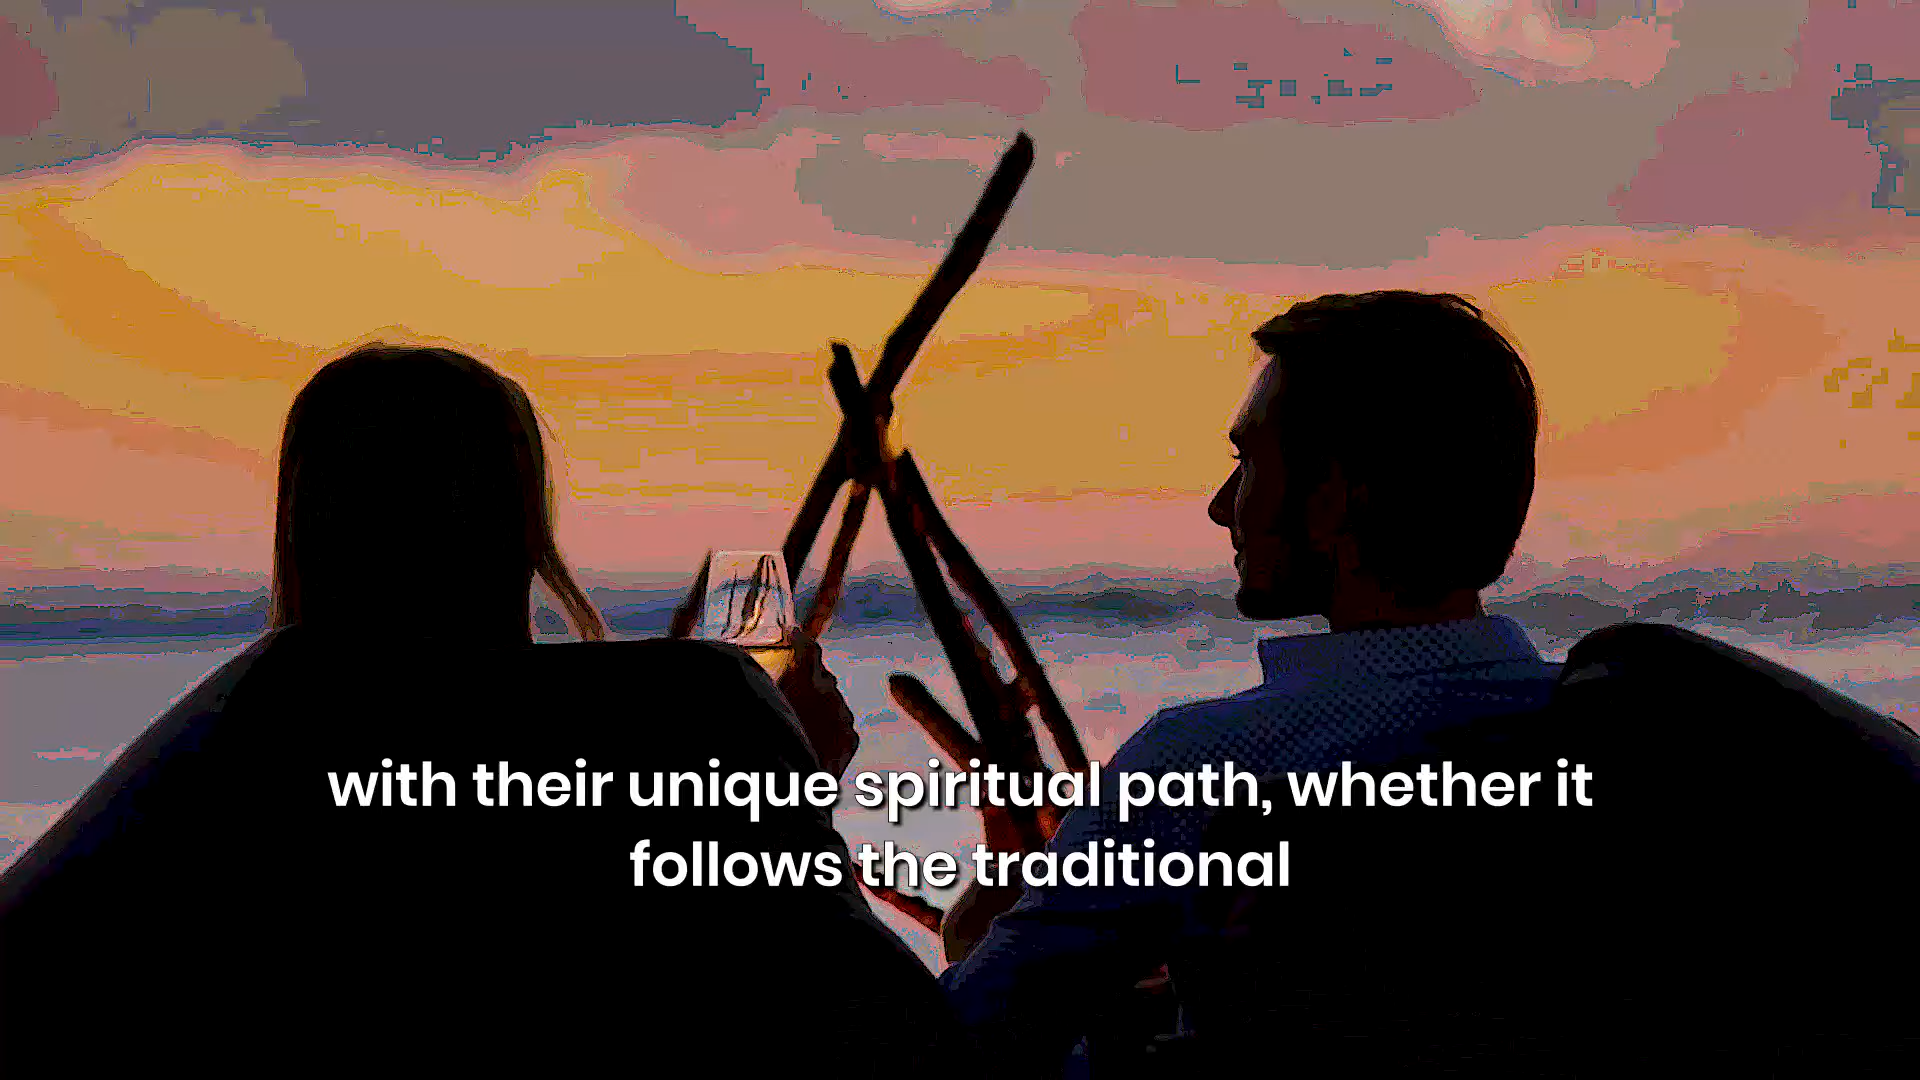 with their unique spiritual path, whether it
follows the traditional